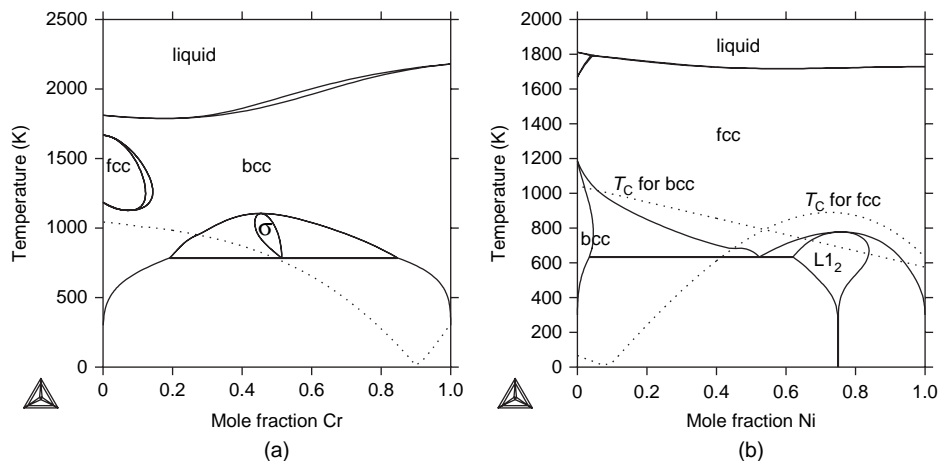 2500
2000
1500
1000
500
0
Temperature (K)
liquid
fcc
bcc
σ
0
0.2
0.4
0.6
0.8
1.0
Mole fraction Cr
(a)
2000
1800
1600
1400
1200
1000
800
600
400
200
0
Temperature (K)
liquid
fcc
TC for bcc
TC for fcc
bcc
L12
0
0.2
0.4
0.6
0.8
1.0
Mole fraction Ni
(b)